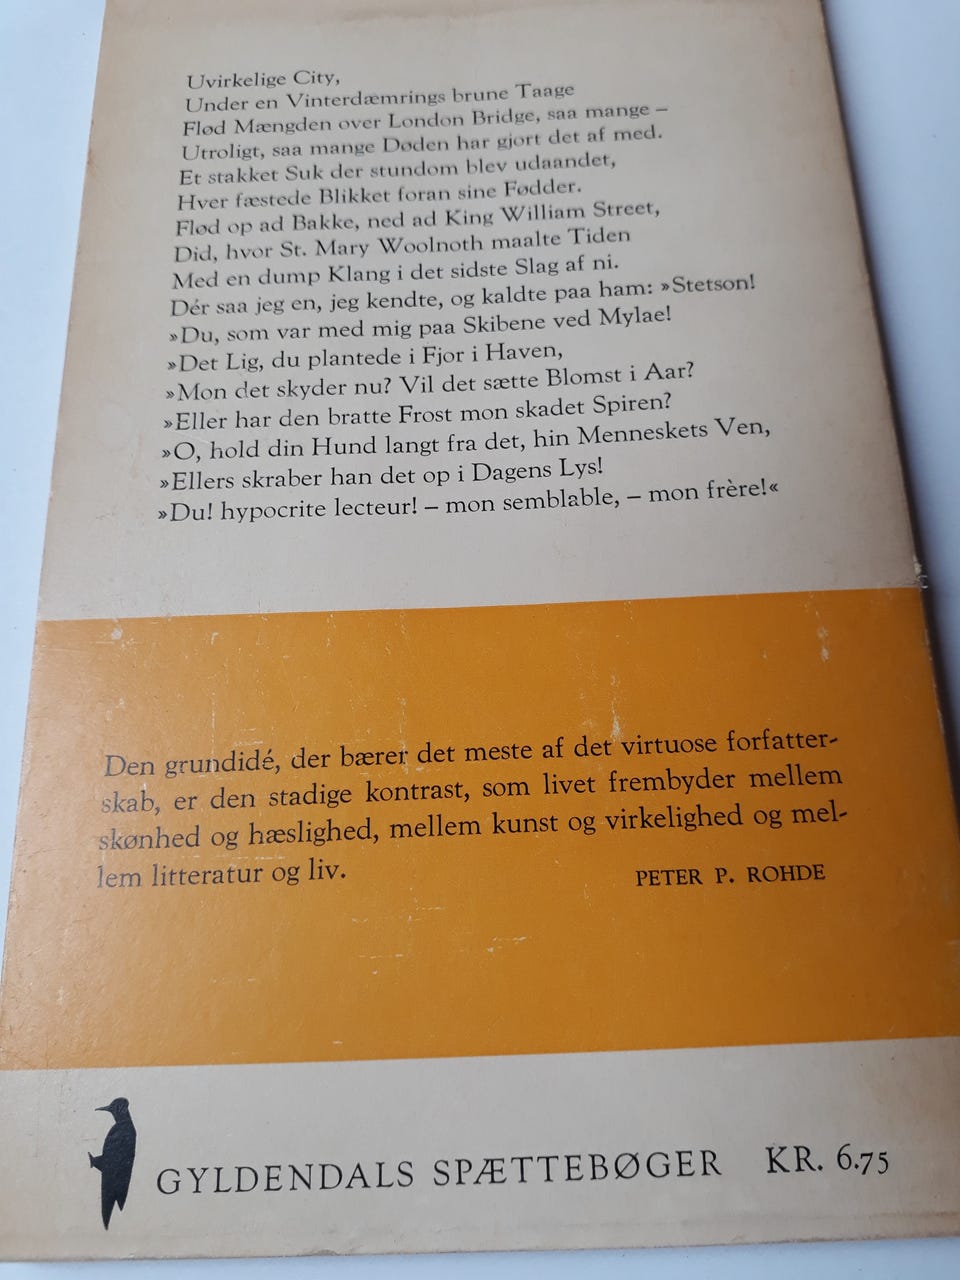 Uvirkelige City,
Under en Vinterdæmrings brune Taage
Flød Mængden over London Bridge, saa mange –
Utroligt, saa mange Døden har gjort det af med.
Et stakket Suk der stundom blev udaandet,
Hver fæstede Blikket foran sine Fødder.
Flød op ad Bakke, ned ad King William Street,
Did, hvor St. Mary Woolnoth maalte Tiden
Med en dump Klang i det sidste Slag af ni.
Dér saa jeg en, jeg kendte, og kaldte paa ham: »Stetson!
»Du, som var med mig paa Skibene ved Mylae!
»Det Lig, du plantede i Fjor i Haven,
»Mon det skyder nu? Vil det sætte Blomst i Aar?
»Eller har den bratte Frost mon skadet Spiren?
»O, hold din Hund langt fra det, hin Menneskets Ven,
»Ellers skraber han det op i Dagens Lys!
»Du! hypocrite lecteur! – mon semblable, – mon frère!«
Den grundidé, der bærer det meste af det virtuose forfatter-
skab, er den stadige kontrast, som livet frembyder mellem
skønhed og hæslighed, mellem kunst og virkelighed og mel-
lem litteratur og liv.
PETER P. ROHDE
GYLDENDALS SPÆTTEBØGER KR. 6.75